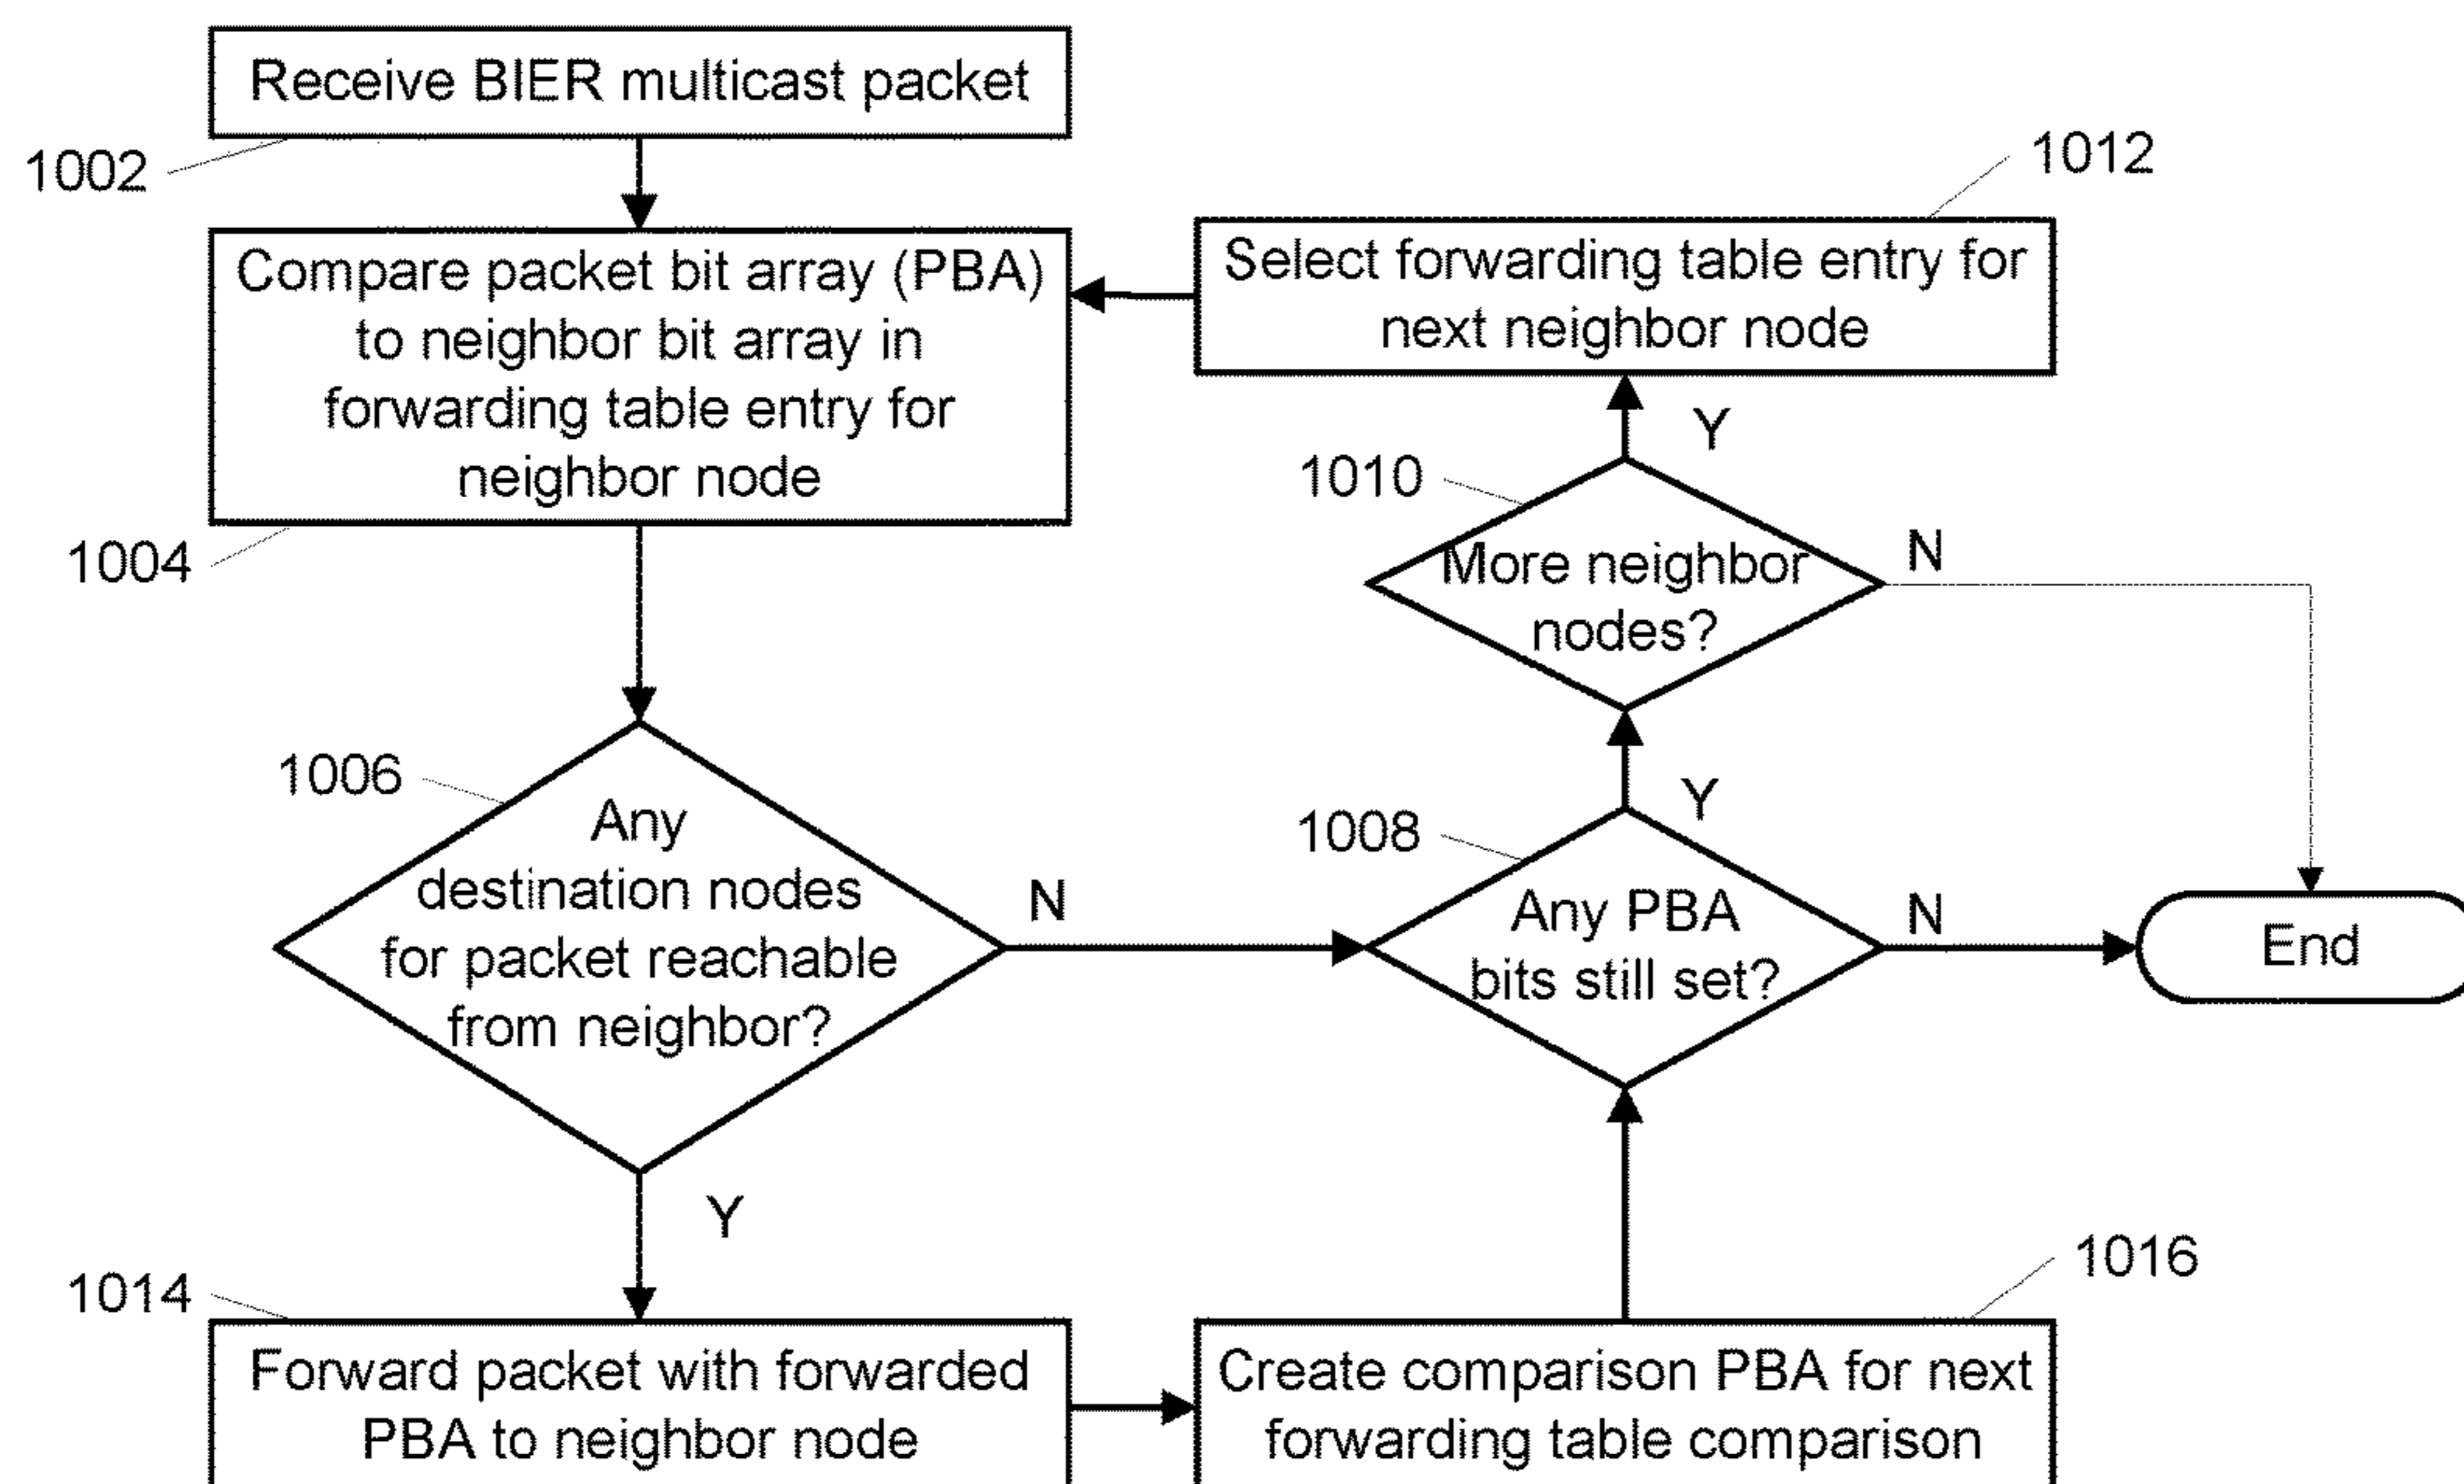 Receive BIER multicast packet
1002
Compare packet bit array (PBA)
to neighbor bit array in
forwarding table entry for
neighbor node
1004
1012
Select forwarding table entry for
next neighbor node
Y
1010
More neighbor
nodes?
N
1006
Any
destination nodes
for packet reachable
from neighbor?
N
Y
1008
Any PBA
bits still set?
Y
N
End
1014
Forward packet with forwarded
PBA to neighbor node
1016
Create comparison PBA for next
forwarding table comparison